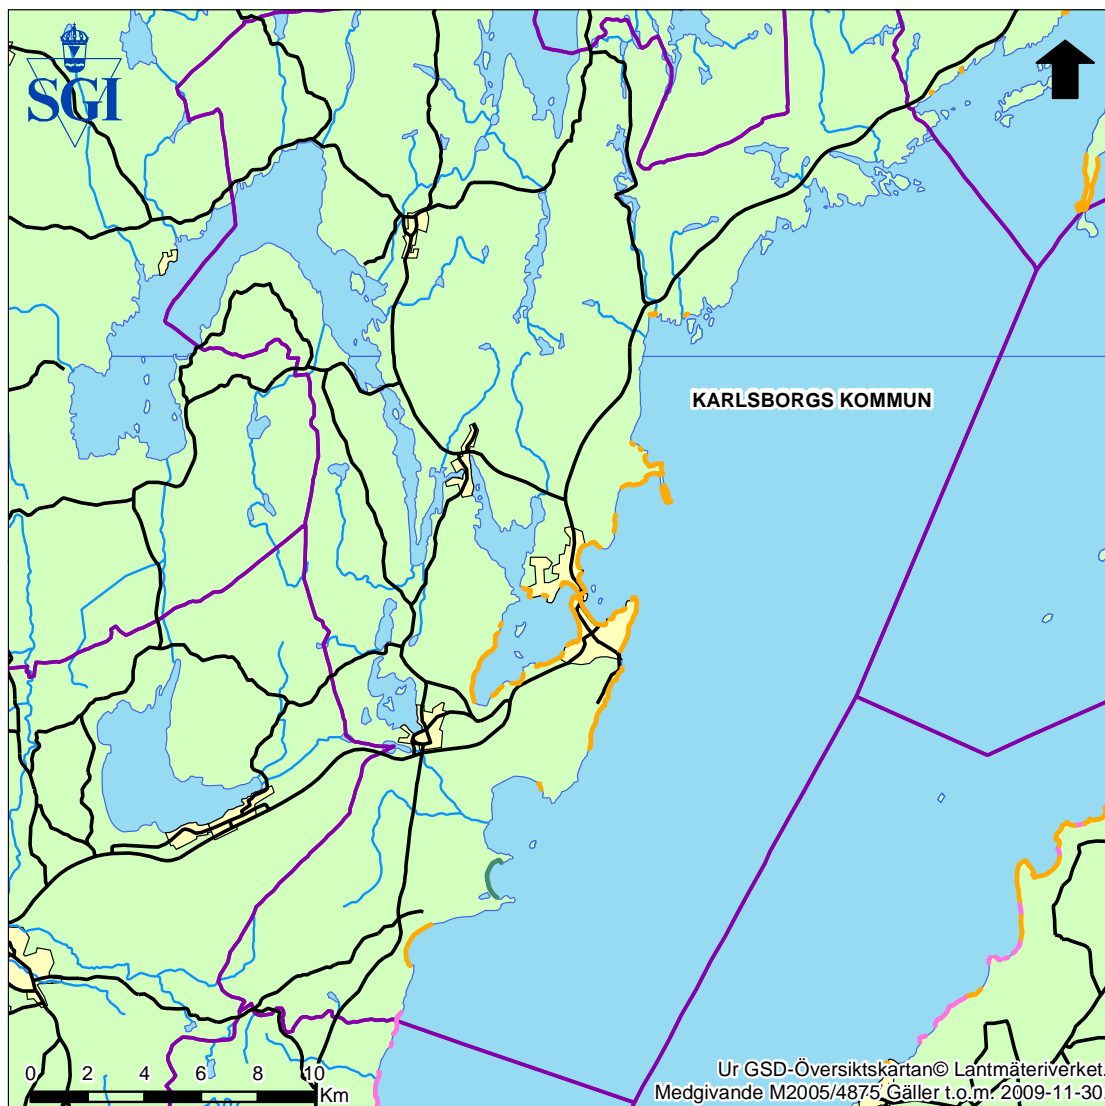 SGI
KARLSBORGS KOMMUN
0 2 4 6 8 10
Km
Ur GSD-Översiktskartan© Lantmäteriverket.
Medgivande M2005/4875 Gäller t.o.m. 2009-11-30.